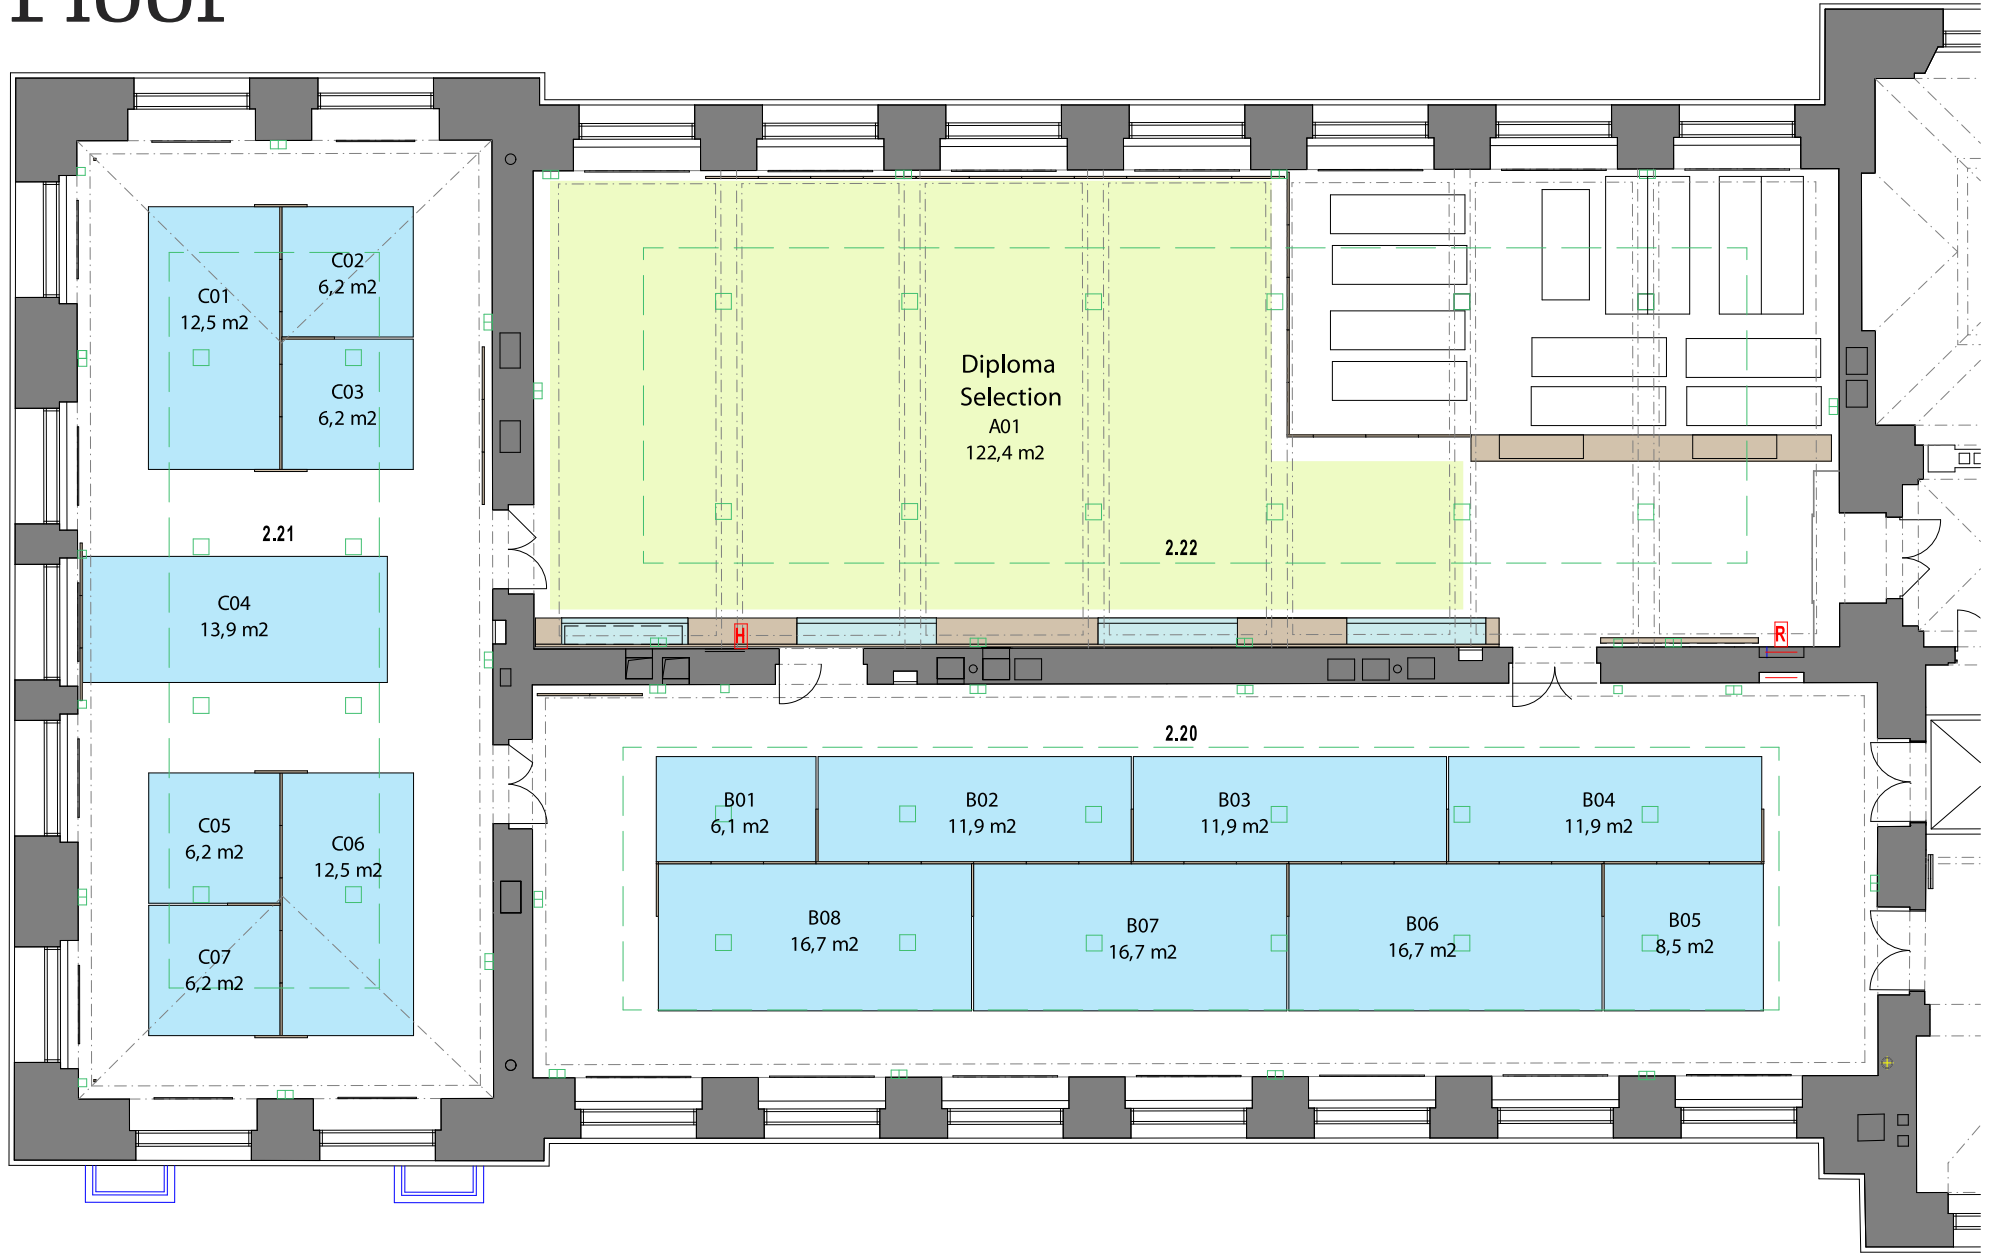 Floor
C01
12,5 m2
C02
6,2 m2
C03
6,2 m2
2.21
C04
13,9 m2
C05
6,2 m2
C06
12,5 m2
C07
6,2 m2
Diploma
Selection
A01
122,4 m2
2.22
H
R
2.20
B01
6,1 m2
B02
11,9 m2
B03
11,9 m2
B04
11,9 m2
B08
16,7 m2
B07
16,7 m2
B06
16,7 m2
B05
8,5 m2